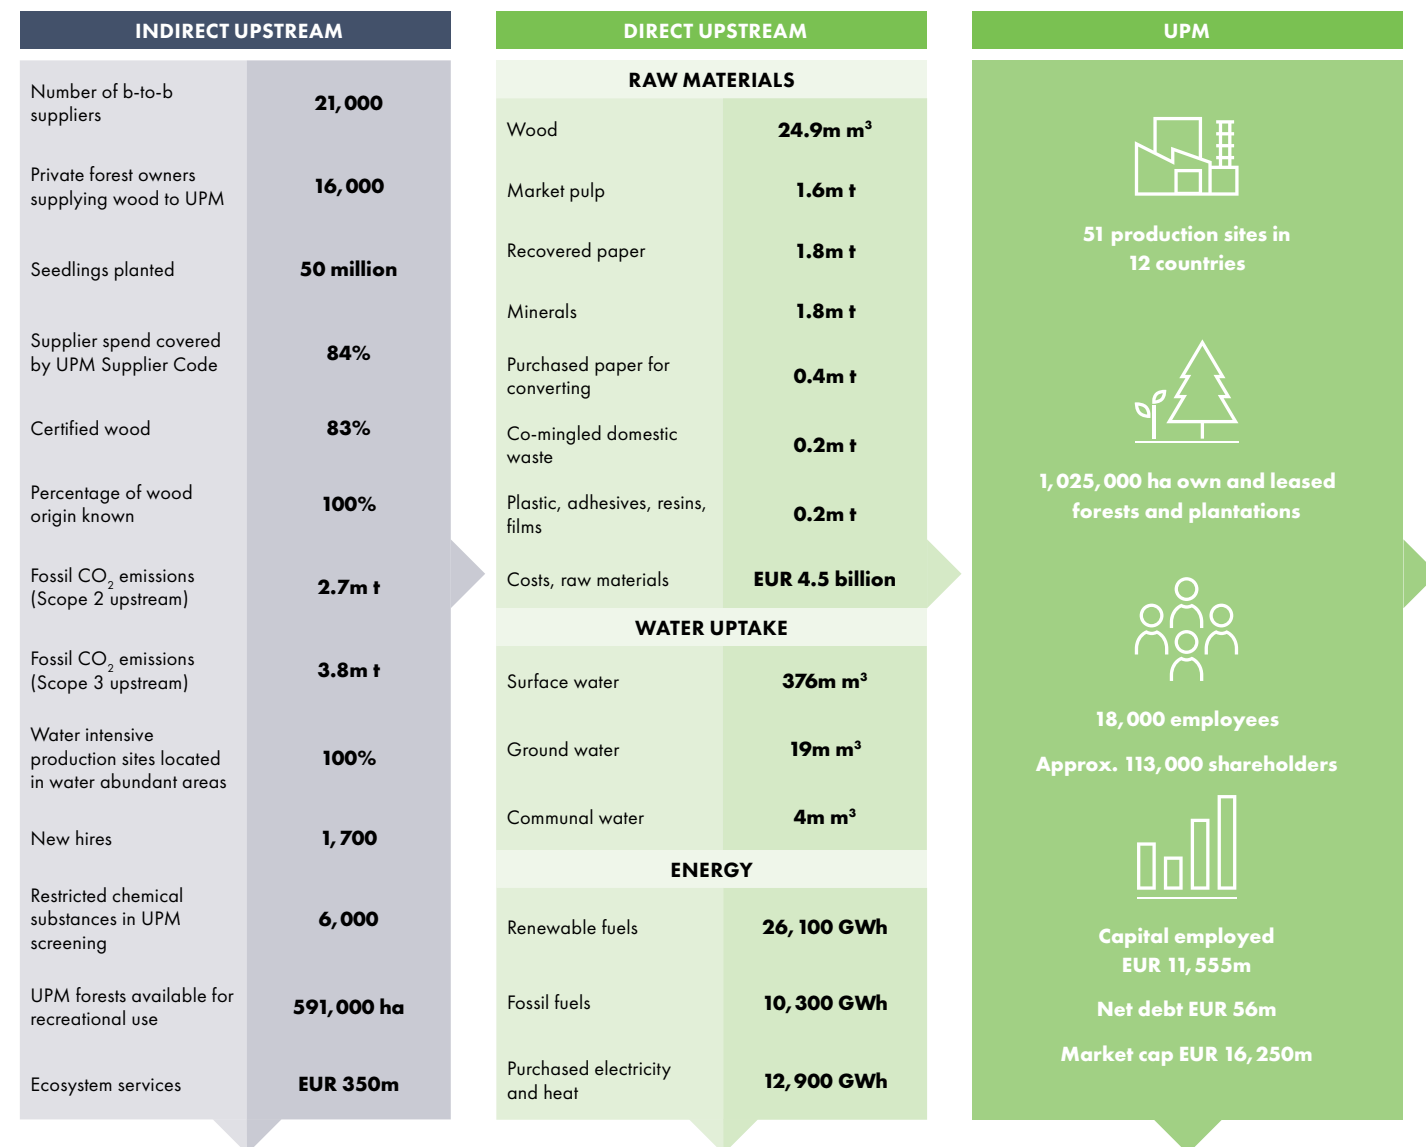 INDIRECT UPSTREAM
Number of b-to-b
suppliers
21,000
Private forest owners
supplying wood to UPM
16,000
Seedlings planted
50 million
Supplier spend covered
by UPM Supplier Code
84%
Certified wood
83%
Percentage of wood
origin known
100%
Fossil CO₂ emissions
(Scope 2 upstream)
2.7m t
Fossil CO₂ emissions
(Scope 3 upstream)
3.8m t
Water intensive
production sites located
in water abundant areas
100%
New hires
1,700
Restricted chemical
substances in UPM
screening
6,000
UPM forests available for
recreational use
591,000 ha
Ecosystem services
EUR 350m
DIRECT UPSTREAM
RAW MATERIALS
Wood
24.9m m³
Market pulp
1.6m t
Recovered paper
1.8m t
Minerals
1.8m t
Purchased paper for
converting
0.4m t
Co-mingled domestic
waste
0.2m t
Plastic, adhesives, resins,
films
0.2m t
Costs, raw materials
EUR 4.5 billion
WATER UPTAKE
Surface water
376m m³
Ground water
19m m³
Communal water
4m m³
ENERGY
Renewable fuels
26,100 GWh
Fossil fuels
10,300 GWh
Purchased electricity
and heat
12,900 GWh
UPM
51 production sites in
12 countries
1,025,000 ha own and leased
forests and plantations
18,000 employees
Approx. 113,000 shareholders
Capital employed
EUR 11,555m
Net debt EUR 56m
Market cap EUR 16,250m